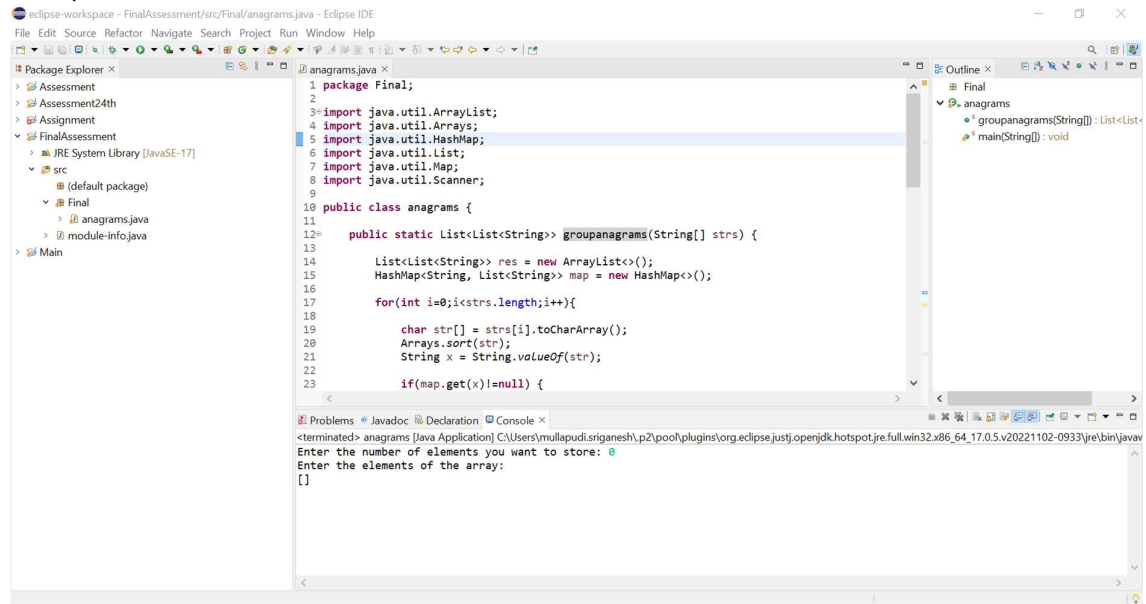 eclipse-workspace - FinalAssessment/src/Final/anagrams.java - Eclipse IDE
File Edit Source Refactor Navigate Search Project Run Window Help
Package Explorer
Assessment
Assessment24th
Assignment
FinalAssessment
JRE System Library [JavaSE-17]
src
(default package)
Final
anagrams.java
module-info.java
Main
anagrams.java
1 package Final;
2
3 import java.util.ArrayList;
4 import java.util.Arrays;
5 import java.util.HashMap;
6 import java.util.List;
7 import java.util.Map;
8 import java.util.Scanner;
9
10 public class anagrams {
11
12 public static List<List<String>> groupanagrams(String[] strs) {
13
14 List<List<String>> res = new ArrayList<>();
15 HashMap<String, List<String>> map = new HashMap<>();
16
17 for(int i=0;i<strs.length;i++){
18
19 char str[] = strs[i].toCharArray();
20 Arrays.sort(str);
21 String x = String.valueOf(str);
22
23 if(map.get(x)!=null) {
Outline
Final
anagrams
groupanagrams(String[]) : List<List<
main(String[]) : void
Problems Javadoc Declaration Console
<terminated> anagrams [Java Application] C:\Users\mullapudi.sriganesh\.p2\pool\plugins\org.eclipse.justj.openjdk.hotspot.jre.full.win32.x86_64_17.0.5.v20221102-0933\jre\bin\javaw
Enter the number of elements you want to store: 0
Enter the elements of the array:
[]